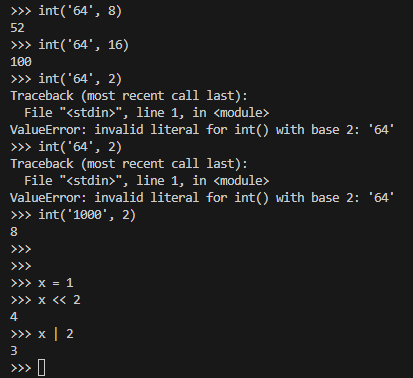 >>> int('64', 8)
52
>>> int('64', 16)
100
>>> int('64', 2)
Traceback (most recent call last):
  File "<stdin>", line 1, in <module>
ValueError: invalid literal for int() with base 2: '64'
>>> int('64', 2)
Traceback (most recent call last):
  File "<stdin>", line 1, in <module>
ValueError: invalid literal for int() with base 2: '64'
>>> int('1000', 2)
8
>>>
>>>
>>> x = 1
>>> x << 2
4
>>> x | 2
3
>>>